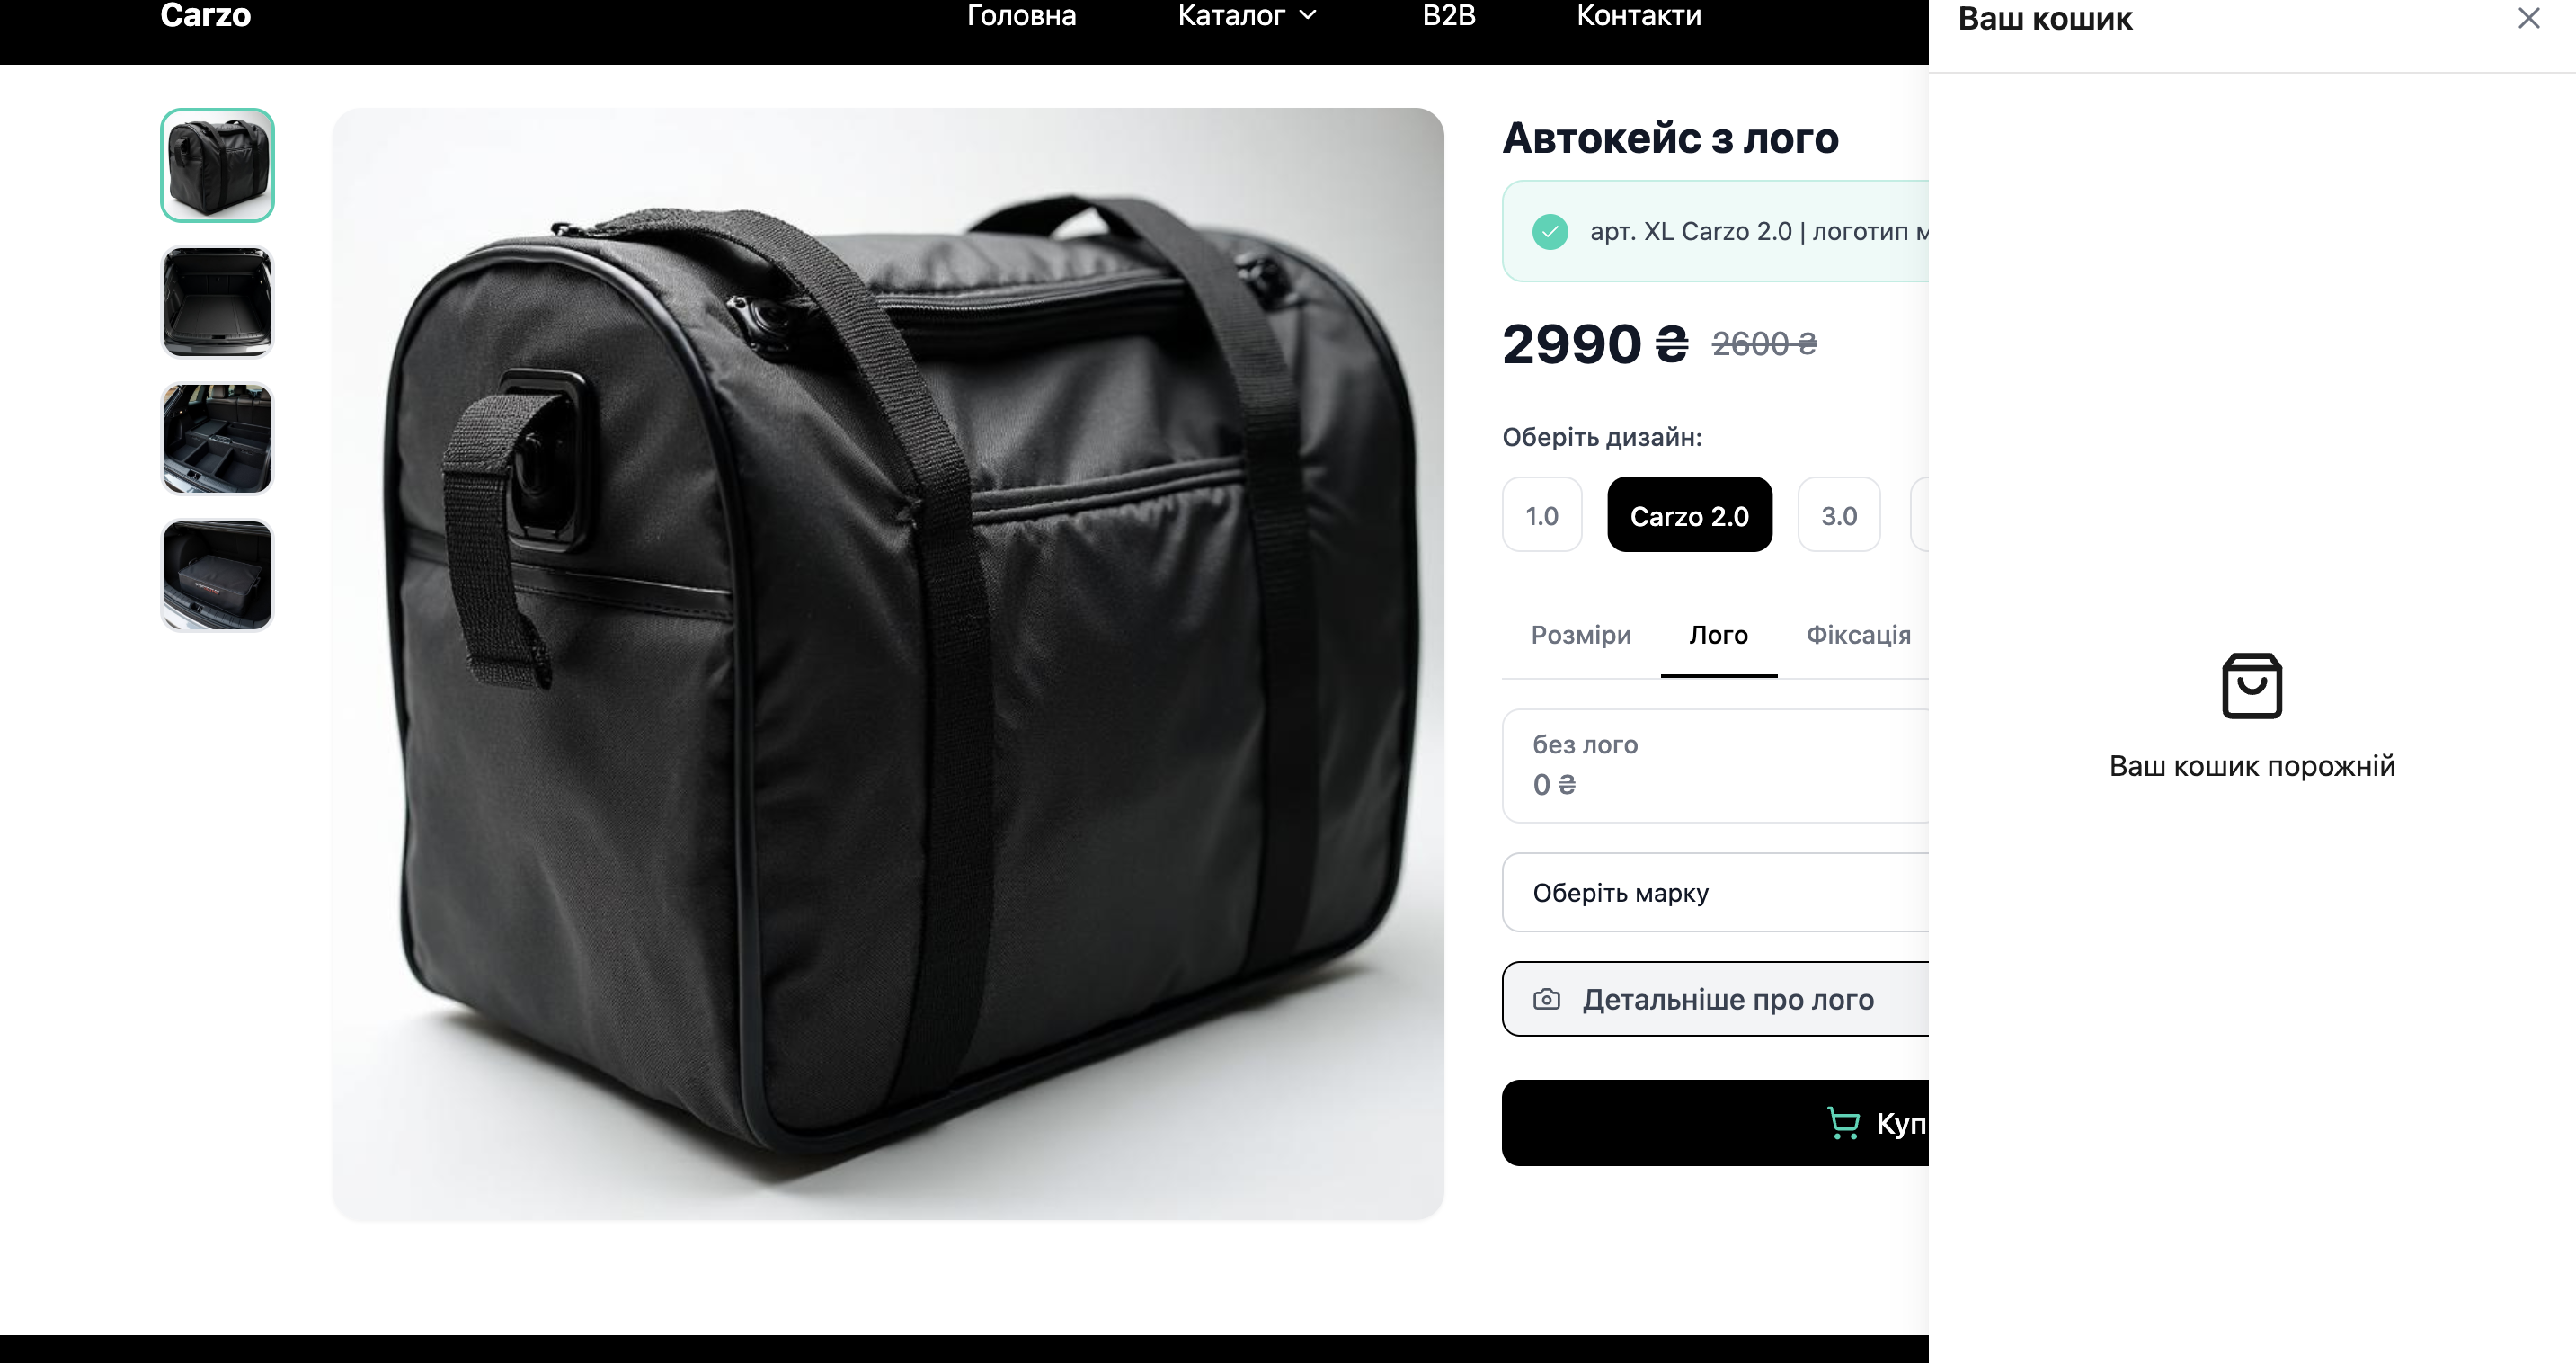 Carzo
Головна
Каталог
B2B
Контакти
Ваш кошик
Автокейс з лого
арт. XL Carzo 2.0 | логотип
2990 ₴ 2600 ₴
Оберіть дизайн:
1.0
Carzo 2.0
3.0
Розміри
Лого
Фіксація
без лого
0 ₴
Оберіть марку
Детальніше про лого
Куп
Ваш кошик порожній